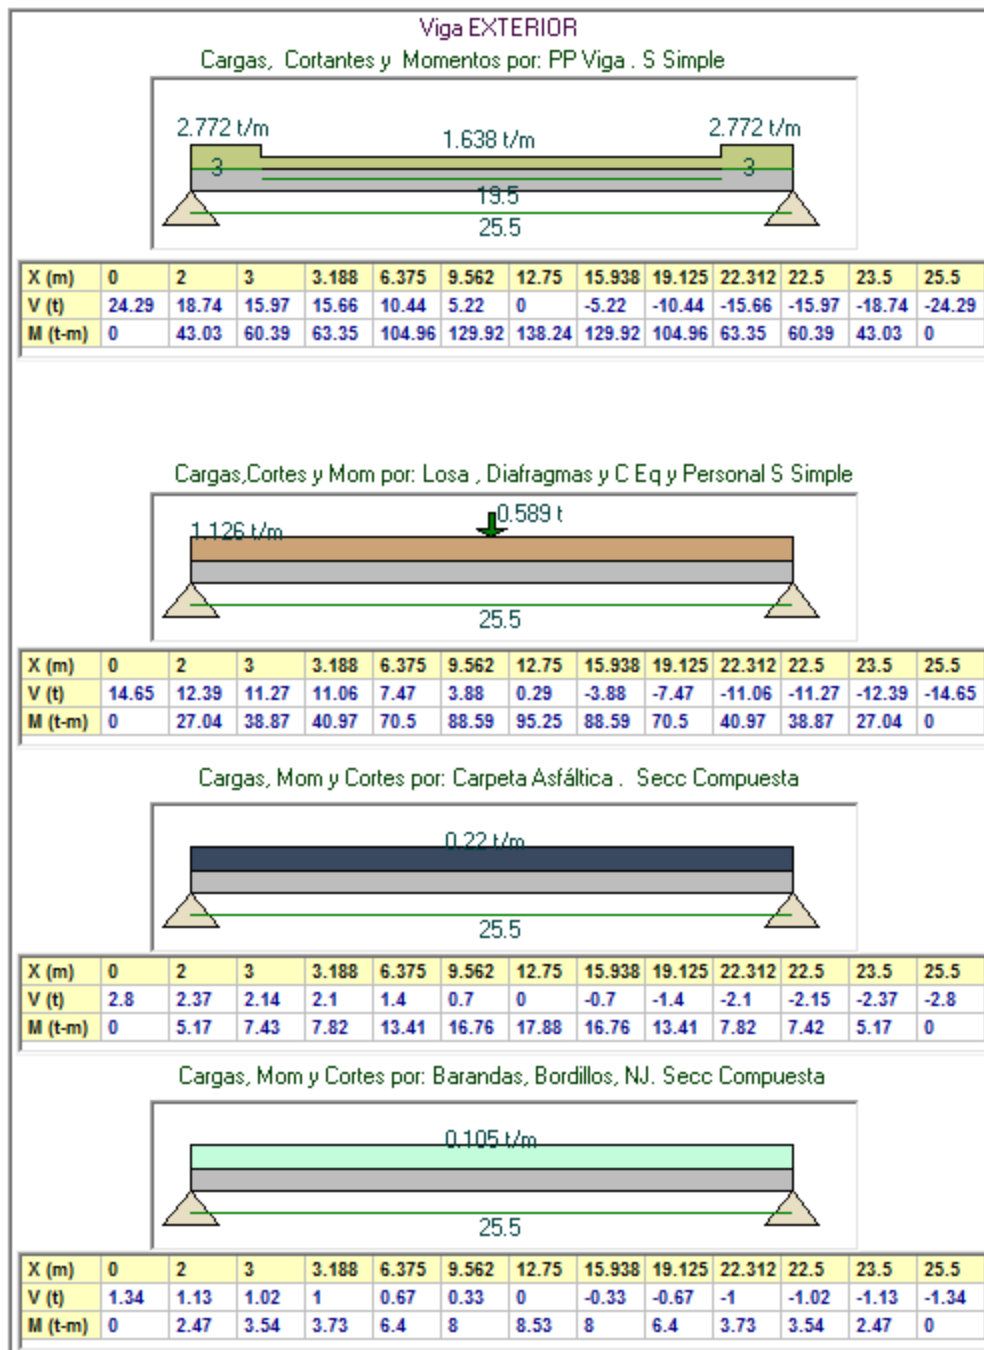 Viga EXTERIOR
Cargas, Cortantes y Momentos por: PP Viga . S Simple
2.772 t/m 1.638 t/m 2.772 t/m
3 3
19.5
25.5
X (m) 0 2 3 3.188 6.375 9.562 12.75 15.938 19.125 22.312 22.5 23.5 25.5
V (t) 24.29 18.74 15.97 15.66 10.44 5.22 0 -5.22 -10.44 -15.66 -15.97 -18.74 -24.29
M (t-m) 0 43.03 60.39 63.35 104.96 129.92 138.24 129.92 104.96 63.35 60.39 43.03 0
Cargas,Cortes y Mom por: Losa , Diafragmas y C Eq y Personal S Simple
0.589 t
1.126 t/m
25.5
X (m) 0 2 3 3.188 6.375 9.562 12.75 15.938 19.125 22.312 22.5 23.5 25.5
V (t) 14.65 12.39 11.27 11.06 7.47 3.88 0.29 -3.88 -7.47 -11.06 -11.27 -12.39 -14.65
M (t-m) 0 27.04 38.87 40.97 70.5 88.59 95.25 88.59 70.5 40.97 38.87 27.04 0
Cargas, Mom y Cortes por: Carpeta Asfáltica . Secc Compuesta
0.22 t/m
25.5
X (m) 0 2 3 3.188 6.375 9.562 12.75 15.938 19.125 22.312 22.5 23.5 25.5
V (t) 2.8 2.37 2.14 2.1 1.4 0.7 0 -0.7 -1.4 -2.1 -2.15 -2.37 -2.8
M (t-m) 0 5.17 7.43 7.82 13.41 16.76 17.88 16.76 13.41 7.82 7.42 5.17 0
Cargas, Mom y Cortes por: Barandas, Bordillos, NJ. Secc Compuesta
0.105 t/m
25.5
X (m) 0 2 3 3.188 6.375 9.562 12.75 15.938 19.125 22.312 22.5 23.5 25.5
V (t) 1.34 1.13 1.02 1 0.67 0.33 0 -0.33 -0.67 -1 -1.02 -1.13 -1.34
M (t-m) 0 2.47 3.54 3.73 6.4 8 8.53 8 6.4 3.73 3.54 2.47 0